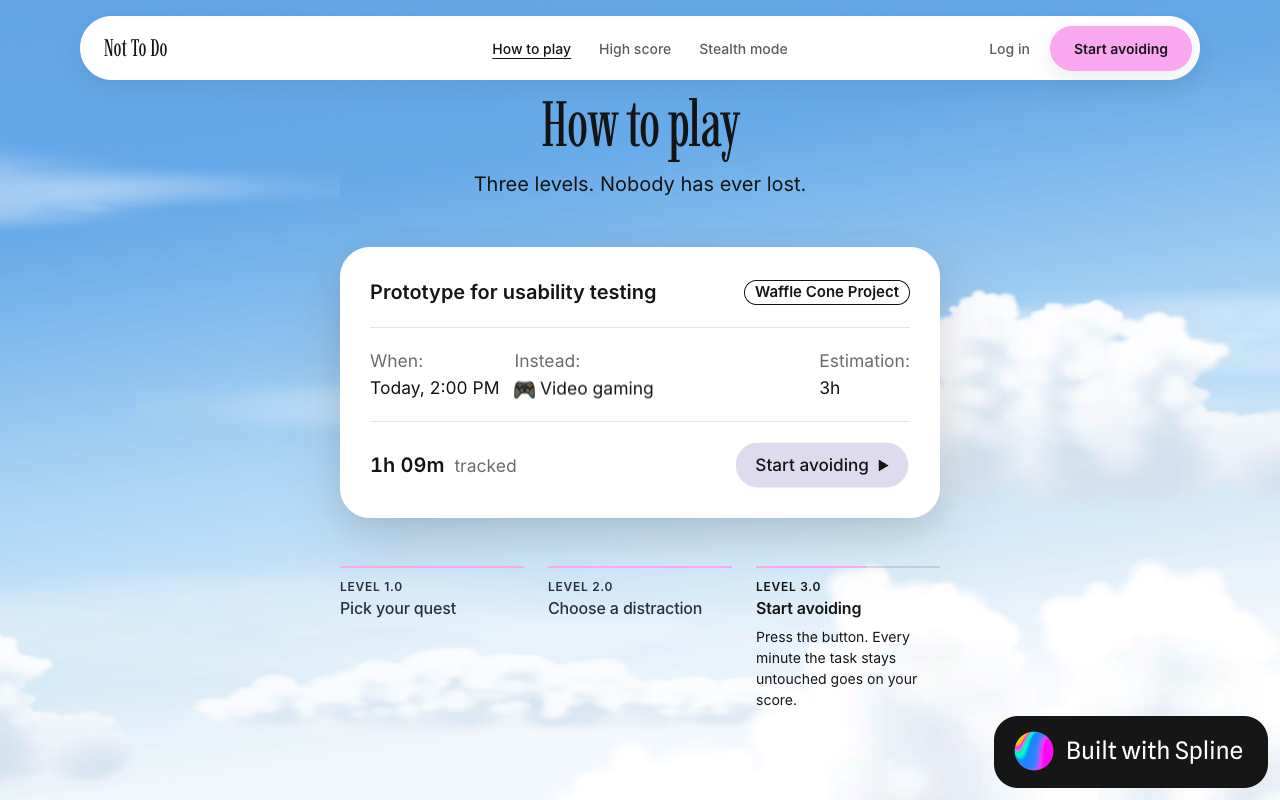 Not To Do
How to play
High score
Stealth mode
Log in
Start avoiding
How to play
Three levels. Nobody has ever lost.
Prototype for usability testing
Waffle Cone Project
When:
Today, 2:00 PM
Instead:
🎮 Video gaming
Estimation:
3h
1h 09m tracked
Start avoiding ▶
LEVEL 1.0
Pick your quest
LEVEL 2.0
Choose a distraction
LEVEL 3.0
Start avoiding
Press the button. Every
minute the task stays
untouched goes on your
score.
Built with Spline